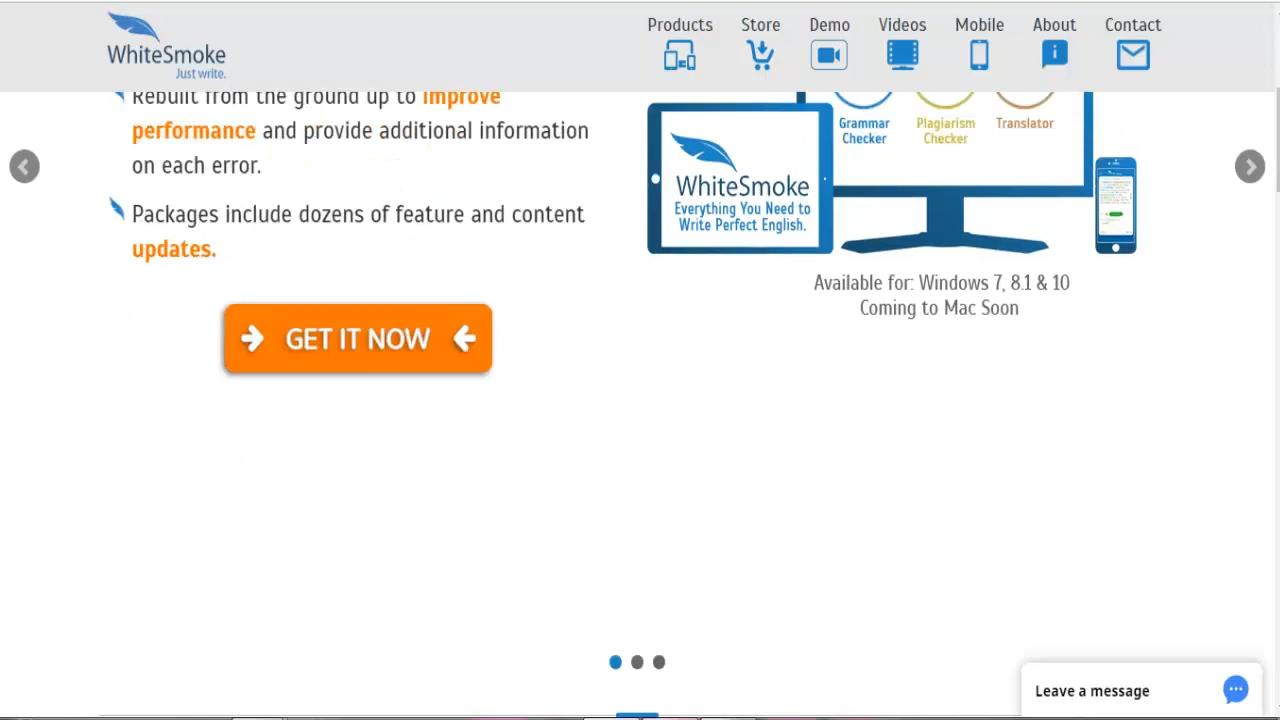 Products Store Demo Videos Mobile About Contact
WhiteSmoke
Just write.
Rebuilt from the ground up to improve
performance and provide additional information
on each error.
Packages include dozens of feature and content
updates.
GET IT NOW
Grammar
Checker
Plagiarism
Checker
Translator
WhiteSmoke
Everything You Need to
Write Perfect English.
Available for: Windows 7, 8.1 & 10
Coming to Mac Soon
Leave a message